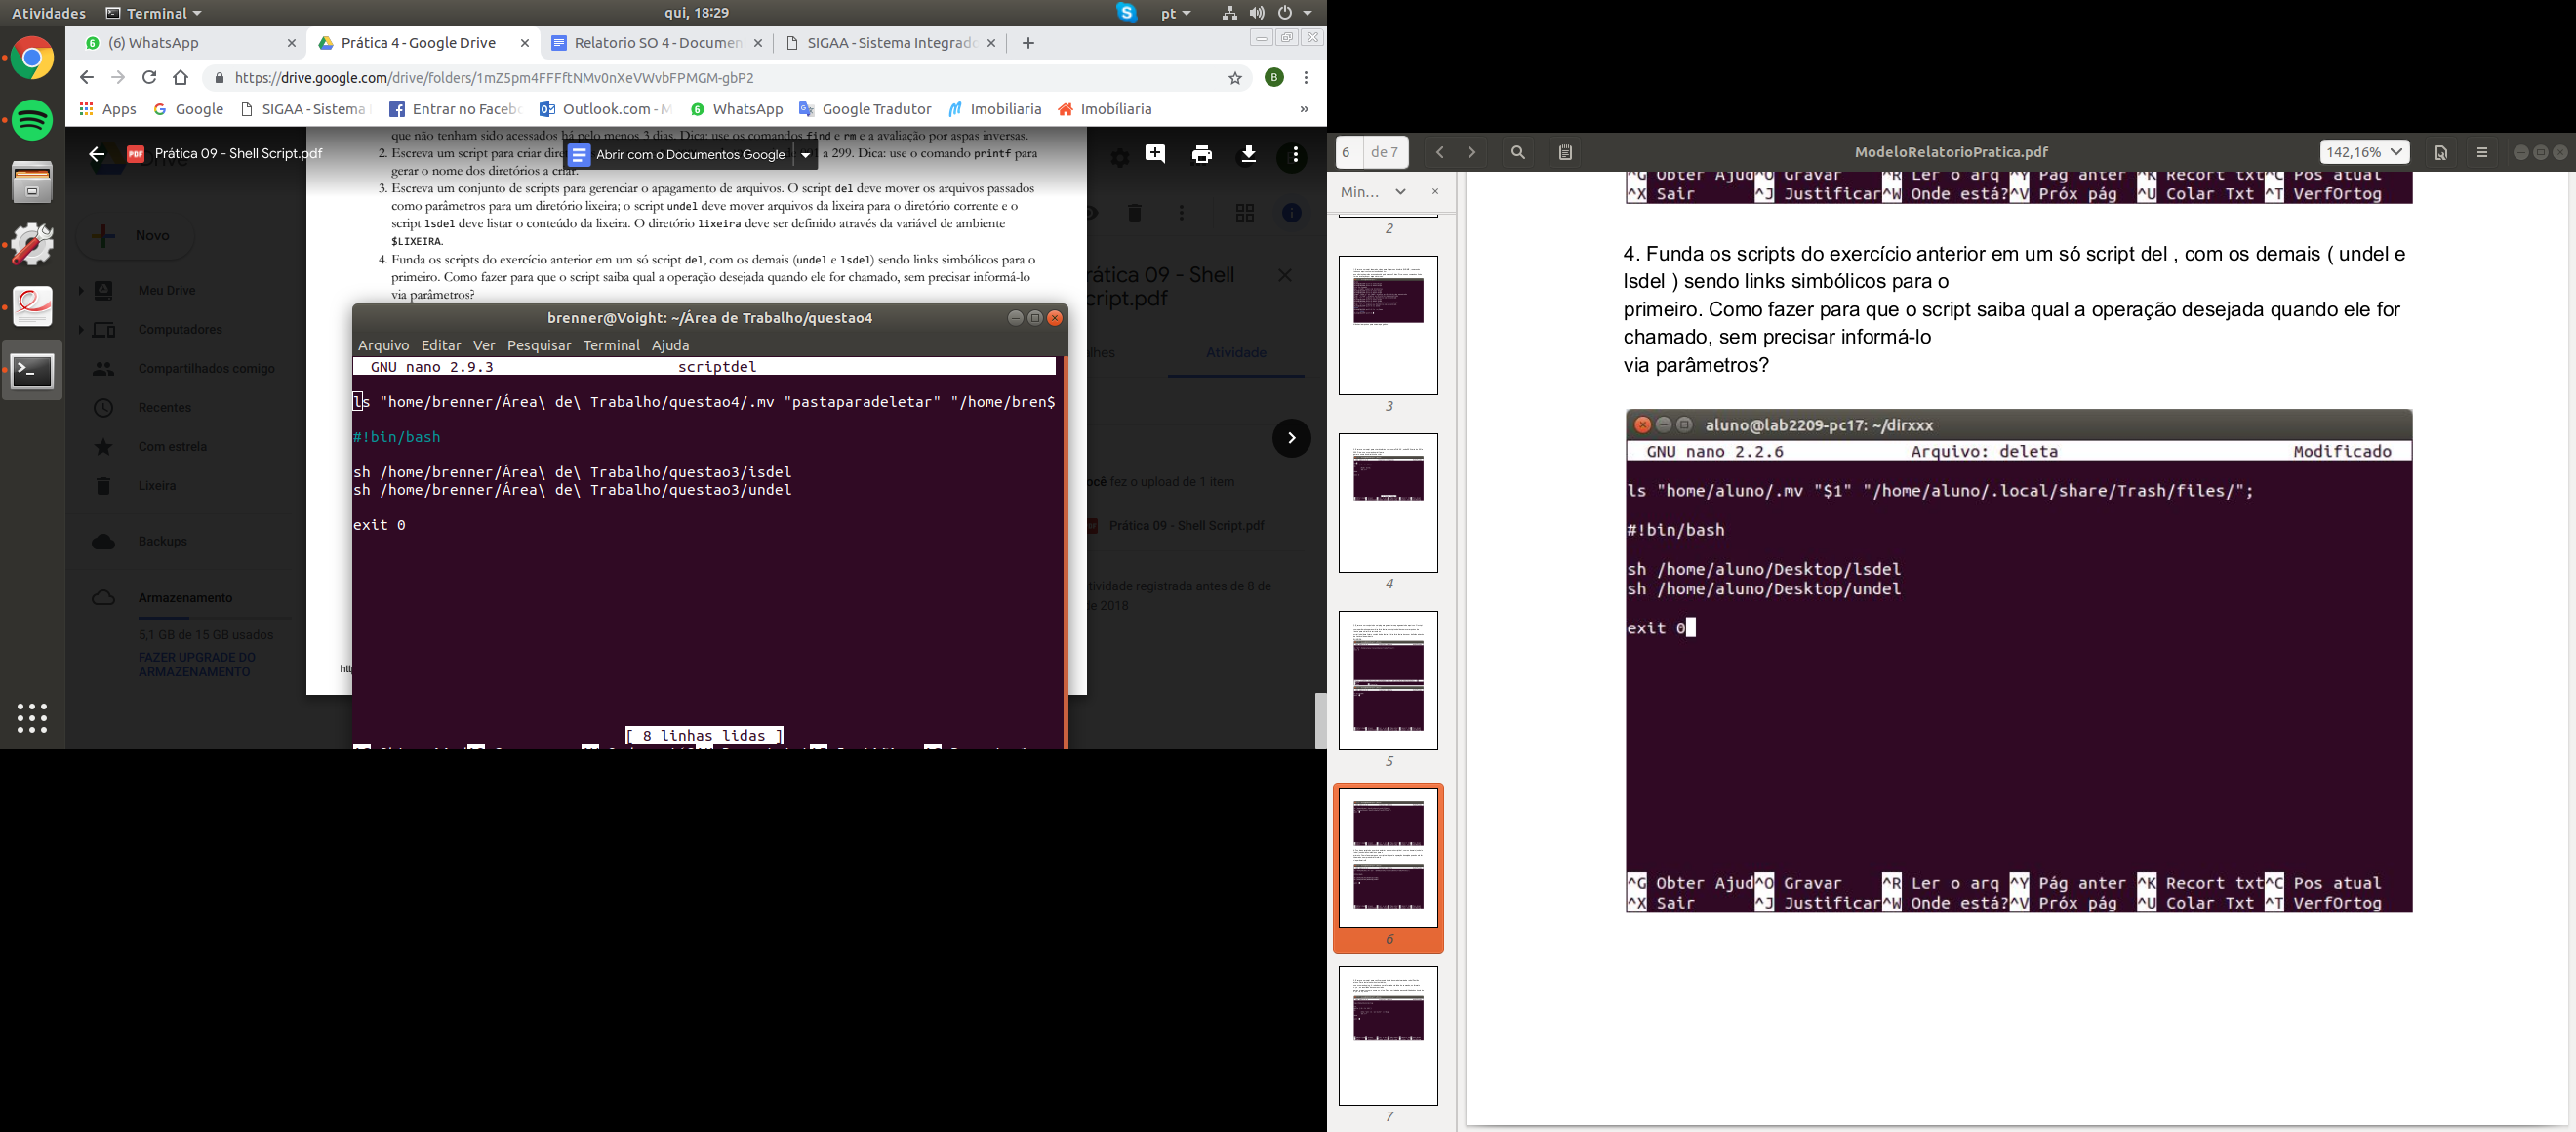 Atividades Terminal qui, 18:29 pt
(6) WhatsApp Prática 4 - Google Drive Relatorio SO 4 - Documen SIGAA - Sistema Integrado
https://drive.google.com/drive/folders/1mZ5pm4FFFftNMv0nXeVWvbFPMGM-gbP2 B
Apps Google SIGAA - Sistema Entrar no Facebo Outlook.com - M WhatsApp Google Tradutor Imobiliaria Imobíliaria »
que não tenham sido acessados há pelo menos 3 dias. Dica: use os comandos find e rm e a avaliação por aspas inversas.
PDF Prática 09 - Shell Script.pdf
Abrir com o Documentos Google
2. Escreva um script para criar a 299. Dica: use o comando printf para
gerar o nome dos diretórios a criar.
3. Escreva um conjunto de scripts para gerenciar o apagamento de arquivos. O script del deve mover os arquivos passados
como parâmetros para um diretório lixeira; o script undel deve mover arquivos da lixeira para o diretório corrente e o
script lsdel deve listar o conteúdo da lixeira. O diretório lixeira deve ser definido através da variável de ambiente
$LIXEIRA.
4. Funda os scripts do exercício anterior em um só script del, com os demais (undel e lsdel) sendo links simbólicos para o
primeiro. Como fazer para que o script saiba qual a operação desejada quando ele for chamado, sem precisar informá-lo
via parâmetros?
Novo
Meu Drive
Computadores
Compartilhados comigo
Recentes
Com estrela
Lixeira
Backups
Armazenamento
5,1 GB de 15 GB usados
FAZER UPGRADE DO
ARMAZENAMENTO
rática 09 - Shell
cript.pdf
lhes Atividade
ocê fez o upload de 1 item
Prática 09 - Shell Script.pdf
tividade registrada antes de 8 de
de 2018
brenner@Voight: ~/Área de Trabalho/questao4
Arquivo Editar Ver Pesquisar Terminal Ajuda
GNU nano 2.9.3 scriptdel
ls "home/brenner/Área\ de\ Trabalho/questao4/.mv "pastaparadeletar" "/home/bren$
#!bin/bash
sh /home/brenner/Área\ de\ Trabalho/questao3/isdel
sh /home/brenner/Área\ de\ Trabalho/questao3/undel
exit 0
[ 8 linhas lidas ]
6 de 7 ModeloRelatorioPratica.pdf 142,16%
Min...
2
3
4
5
6
7
^G Obter Ajud^O Gravar ^R Ler o arq ^Y Pág anter ^K Recort txt^C Pos atual
^X Sair ^J Justificar^W Onde está?^V Próx pág ^U Colar Txt ^T VerfOrtog
4. Funda os scripts do exercício anterior em um só script del , com os demais ( undel e
lsdel ) sendo links simbólicos para o
primeiro. Como fazer para que o script saiba qual a operação desejada quando ele for
chamado, sem precisar informá-lo
via parâmetros?
aluno@lab2209-pc17: ~/dirxxx
GNU nano 2.2.6 Arquivo: deleta Modificado
ls "home/aluno/.mv "$1" "/home/aluno/.local/share/Trash/files/";
#!bin/bash
sh /home/aluno/Desktop/lsdel
sh /home/aluno/Desktop/undel
exit 0
^G Obter Ajud^O Gravar ^R Ler o arq ^Y Pág anter ^K Recort txt^C Pos atual
^X Sair ^J Justificar^W Onde está?^V Próx pág ^U Colar Txt ^T VerfOrtog